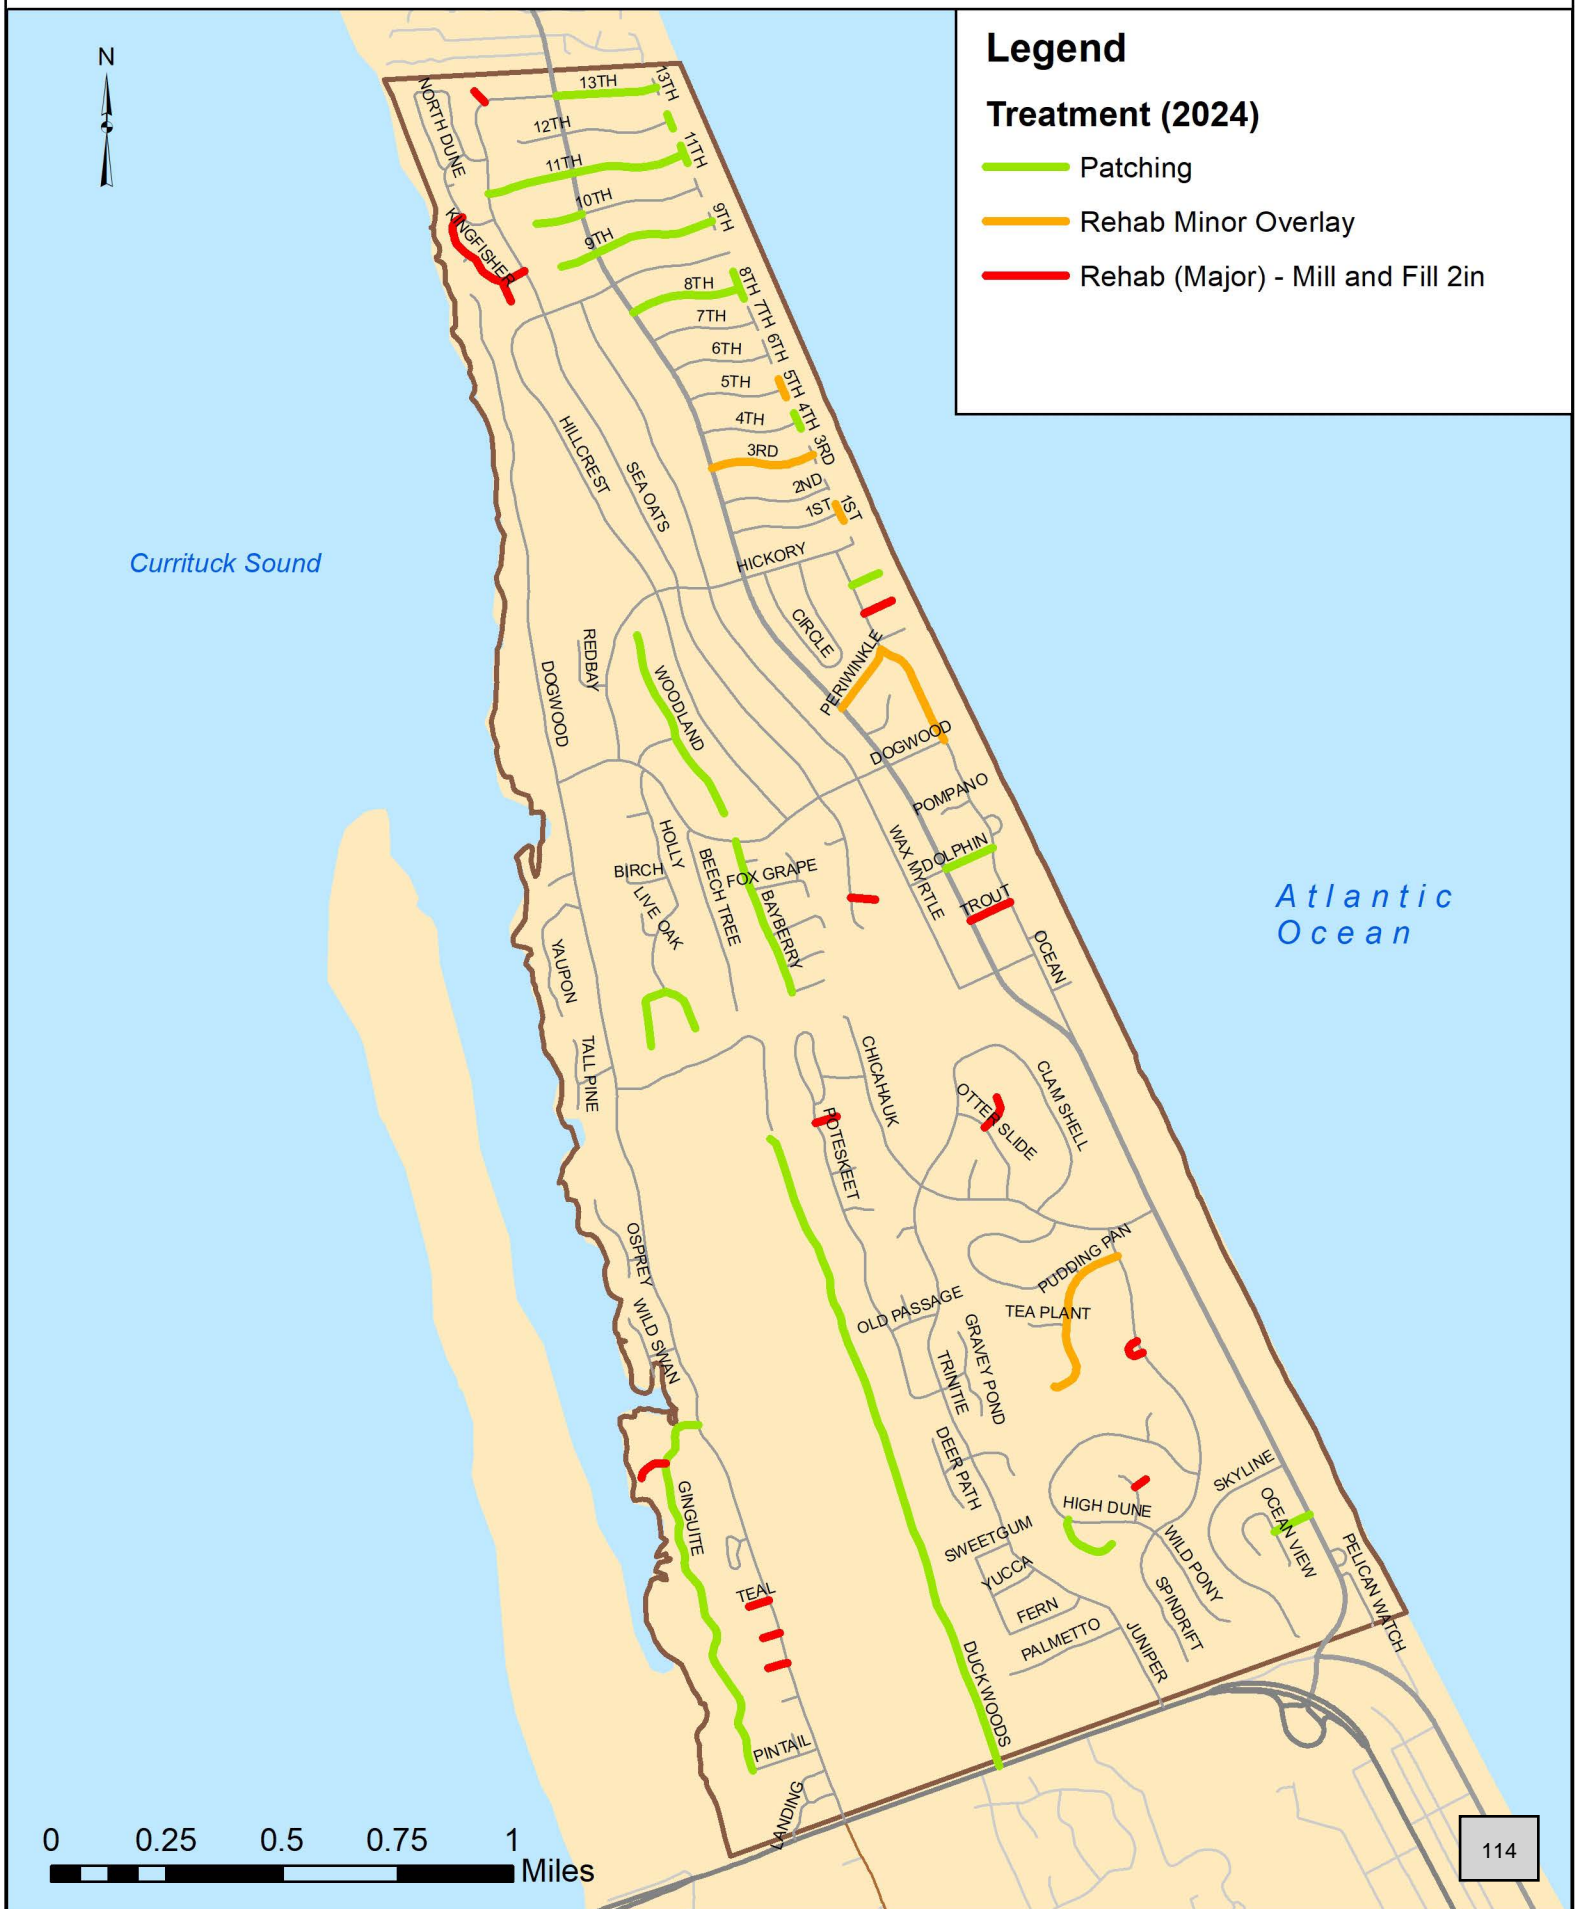 Legend
Treatment (2024)
Patching
Rehab Minor Overlay
Rehab (Major) - Mill and Fill 2in
N
13TH
13TH
NORTH DUNE
12TH
11TH
11TH
10TH
9TH
9TH
KINGFISHER
8TH
8TH
7TH
7TH
6TH
6TH
5TH
5TH
4TH
4TH
3RD
3RD
2ND
1ST
1ST
HILLCREST
SEA OATS
HICKORY
Currituck Sound
CIRCLE
REDBAY
DOGWOOD
WOODLAND
PERIWINKLE
DOGWOOD
POMPANO
HOLLY
BIRCH
LIVE OAK
BEECH TREE
FOX GRAPE
BAYBERRY
WAX MYRTLE
DOLPHIN
TROUT
OCEAN
Atlantic
Ocean
YAUPON
TALL PINE
CHICAHAUK
POTESKEET
OTTER SLIDE
CLAM SHELL
OSPREY
WILD SWAN
PUDDING PAN
OLD PASSAGE
TEA PLANT
GRAVEY POND
TRINITIE
DEER PATH
GINGUITE
HIGH DUNE
SKYLINE
OCEAN VIEW
SWEETGUM
YUCCA
WILD PONY
PELICAN WATCH
TEAL
FERN
SPINDRIFT
PALMETTO
JUNIPER
DUCK WOODS
PINTAIL
LANDING
0 0.25 0.5 0.75 1
Miles
114